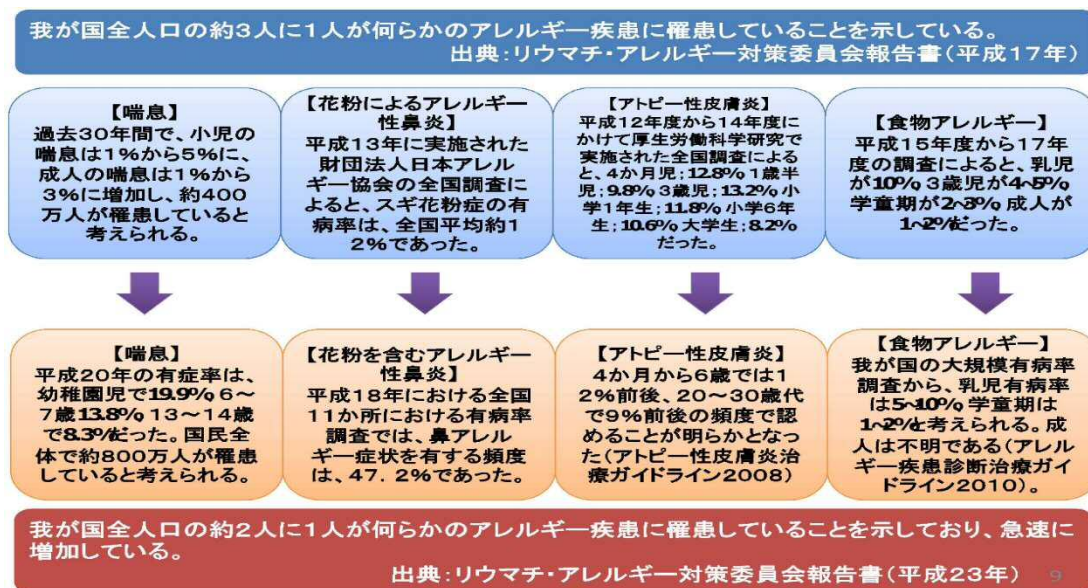 我が国全人口の約3人に1人が何らかのアレルギー疾患に罹患していることを示している。
出典：リウマチ・アレルギー対策委員会報告書（平成17年）
【喘息】
過去30年間で、小児の
喘息は1％から5％に、
成人の喘息は1％から
3％に増加し、約400
万人が罹患していると
考えられる。
【花粉によるアレルギー
性鼻炎】
平成13年に実施された
財団法人日本アレル
ギー協会の全国調査に
よると、スギ花粉症の有
病率は、全国平均約1
2％であった。
【アトピー性皮膚炎】
平成12年度から14年度に
かけて厚生労働科学研究で
実施された全国調査による
と、4か月児；12.8％、1歳半
児；9.8％、3歳児；13.2％、小
学1年生；11.8％、小学6年
生；10.6％、大学生；8.2％
だった。
【食物アレルギー】
平成15年度から17年
度の調査によると、乳児
が10％、3歳児が4~5％、
学童期が2~3％、成人が
1~2％だった。
【喘息】
平成20年の有症率は、
幼稚園児で19.9％、6～
7歳13.8％、13～14歳
で8.3％だった。国民全
体で約800万人が罹患
していると考えられる。
【花粉を含むアレルギー
性鼻炎】
平成18年における全国
11か所における有病率
調査では、鼻アレル
ギー症状を有する頻度
は、47．2％であった。
【アトピー性皮膚炎】
4か月から6歳では1
2％前後、20～30歳代
で9％前後の頻度で認
めることが明らかとなっ
た（アトピー性皮膚炎治
療ガイドライン2008）
【食物アレルギー】
我が国の大規模有病率
調査から、乳児有病率
は5~10％、学童期は
1~2％と考えられる。成
人は不明である（アレル
ギー疾患診断治療ガイ
ドライン2010）。
我が国全人口の約2人に1人が何らかのアレルギー疾患に罹患していることを示しており、急速に
増加している。
出典：リウマチ・アレルギー対策委員会報告書（平成23年）
9